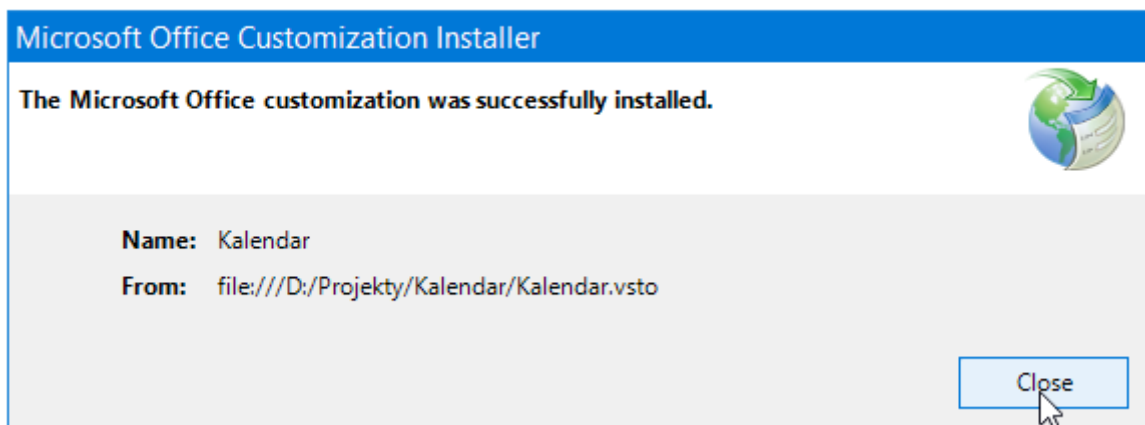 Microsoft Office Customization Installer
The Microsoft Office customization was successfully installed.
Name: Kalendar
From: file:///D:/Projekty/Kalendar/Kalendar.vsto
Close